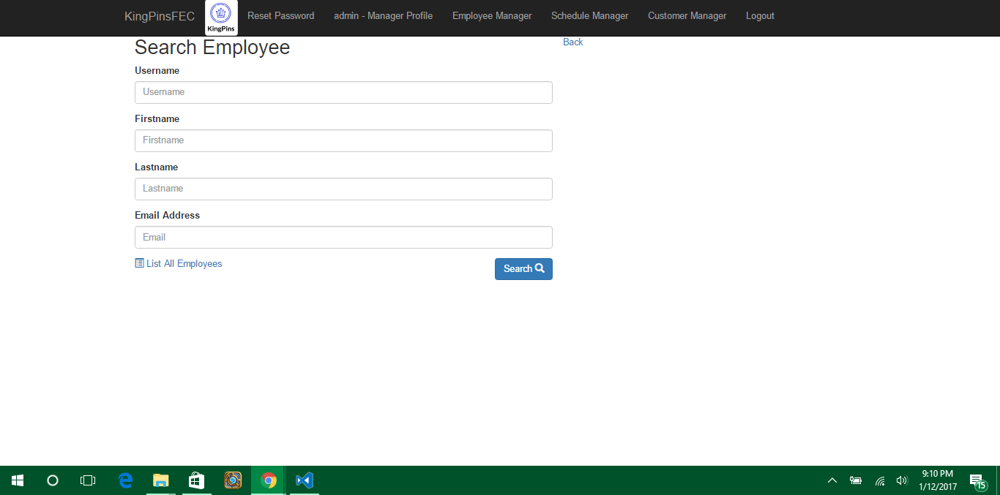 KingPinsFEC
KingPins
Reset Password
admin - Manager Profile
Employee Manager
Schedule Manager
Customer Manager
Logout
Search Employee
Back
Username
Username
Firstname
Firstname
Lastname
Lastname
Email Address
Email
List All Employees
Search
9:10 PM
1/12/2017
15